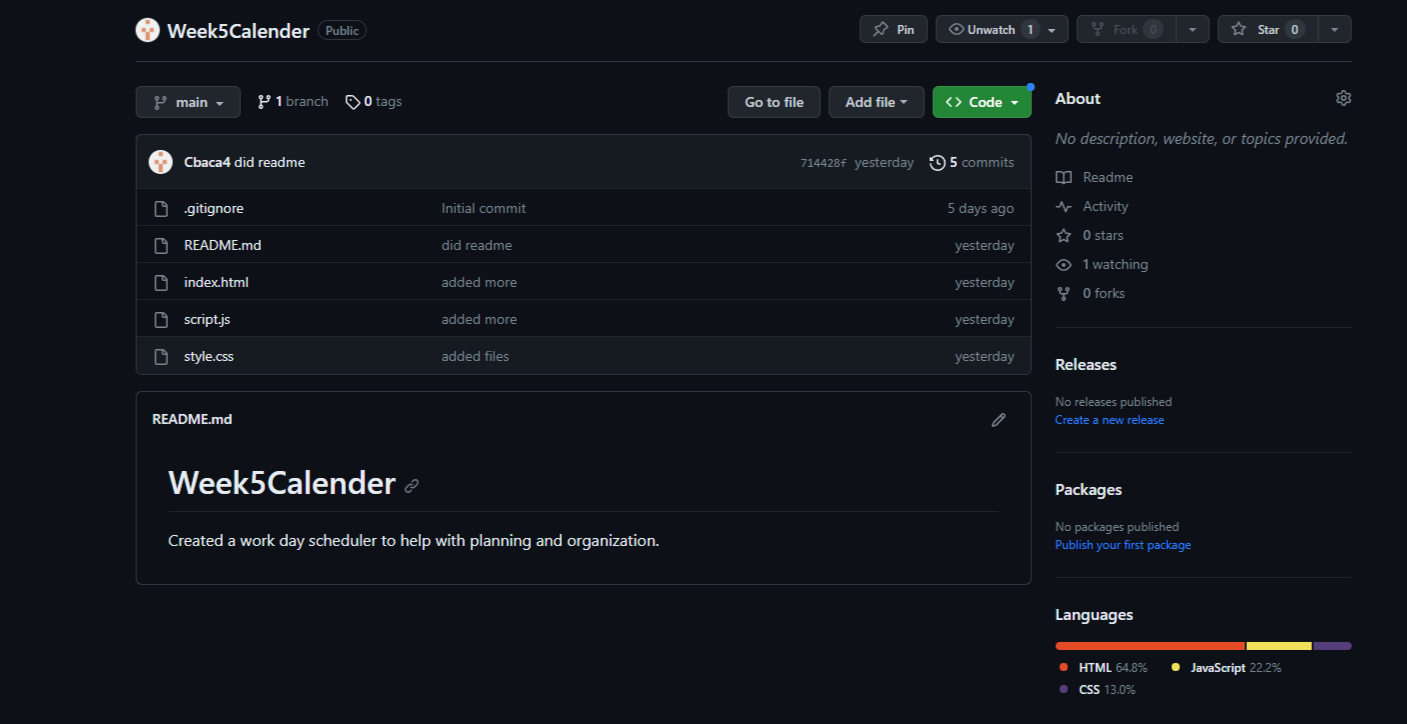 Week5Calender Public
Pin Unwatch 1 Fork 0 Star 0
main 1 branch 0 tags Go to file Add file <> Code
Cbaca4 did readme 714428f yesterday 5 commits
.gitignore Initial commit 5 days ago
README.md did readme yesterday
index.html added more yesterday
script.js added more yesterday
style.css added files yesterday
README.md
Week5Calender
Created a work day scheduler to help with planning and organization.
About
No description, website, or topics provided.
Readme
Activity
0 stars
1 watching
0 forks
Releases
No releases published
Create a new release
Packages
No packages published
Publish your first package
Languages
HTML 64.8% JavaScript 22.2%
CSS 13.0%